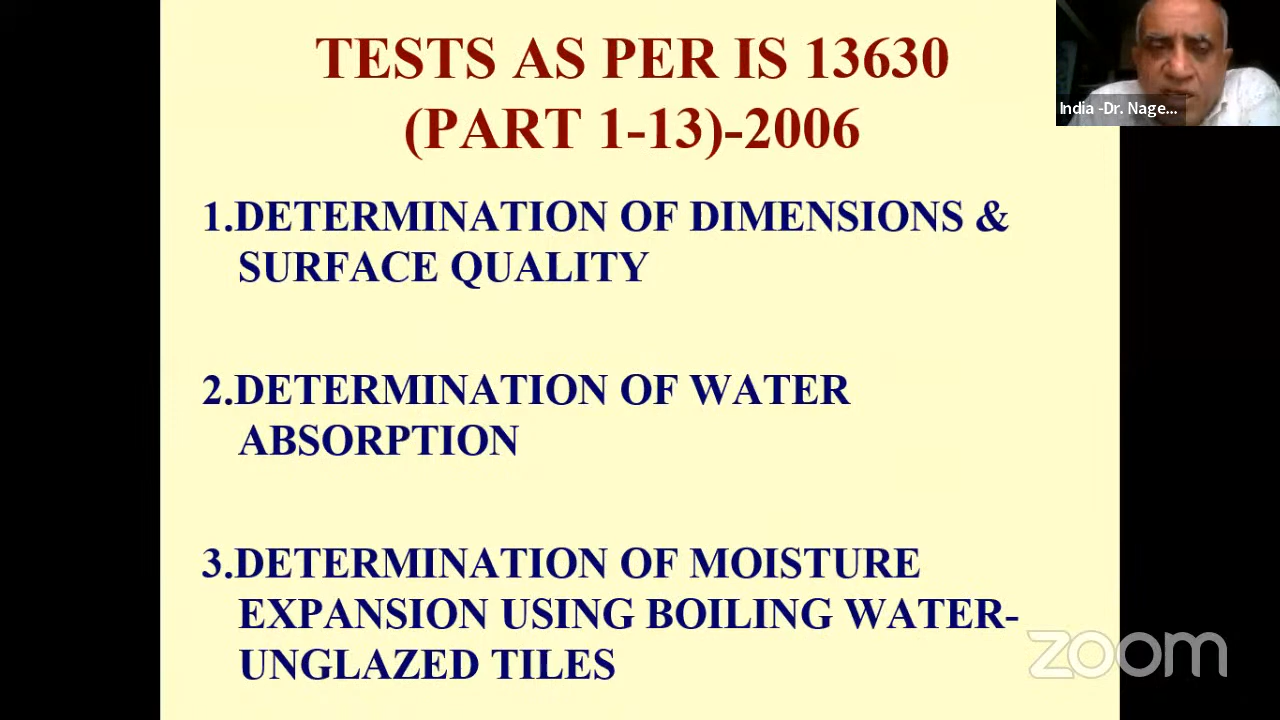 TESTS AS PER IS 13630
(PART 1-13)-2006
India -Dr. Nage...
1.DETERMINATION OF DIMENSIONS &
SURFACE QUALITY
2.DETERMINATION OF WATER
ABSORPTION
3.DETERMINATION OF MOISTURE
EXPANSION USING BOILING WATER-
UNGLAZED TILES
zoom